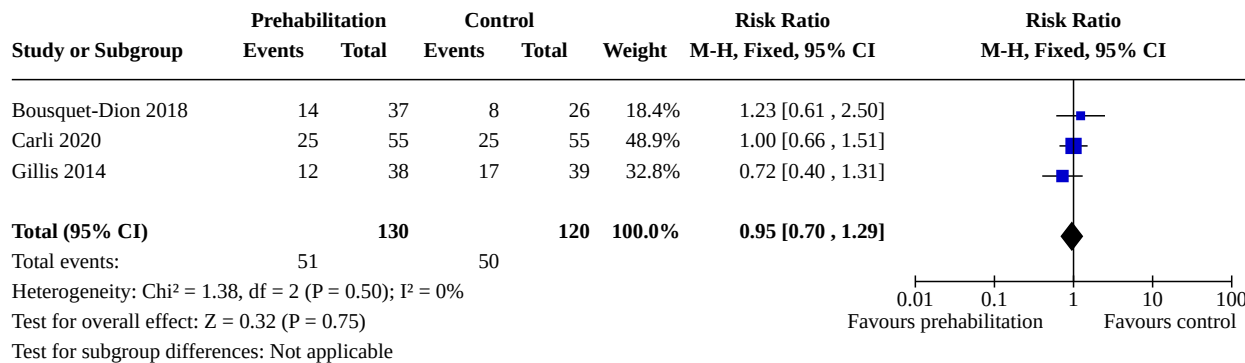 Prehabilitation Control Risk Ratio Risk Ratio
Study or Subgroup Events Total Events Total Weight M-H, Fixed, 95% CI M-H, Fixed, 95% CI
Bousquet-Dion 2018 14 37 8 26 18.4% 1.23 [0.61 , 2.50]
Carli 2020 25 55 25 55 48.9% 1.00 [0.66 , 1.51]
Gillis 2014 12 38 17 39 32.8% 0.72 [0.40 , 1.31]
Total (95% CI) 130 120 100.0% 0.95 [0.70 , 1.29]
Total events: 51 50
Heterogeneity: Chi² = 1.38, df = 2 (P = 0.50); I² = 0%
0.01 0.1 1 10 100
Test for overall effect: Z = 0.32 (P = 0.75)
Favours prehabilitation Favours control
Test for subgroup differences: Not applicable